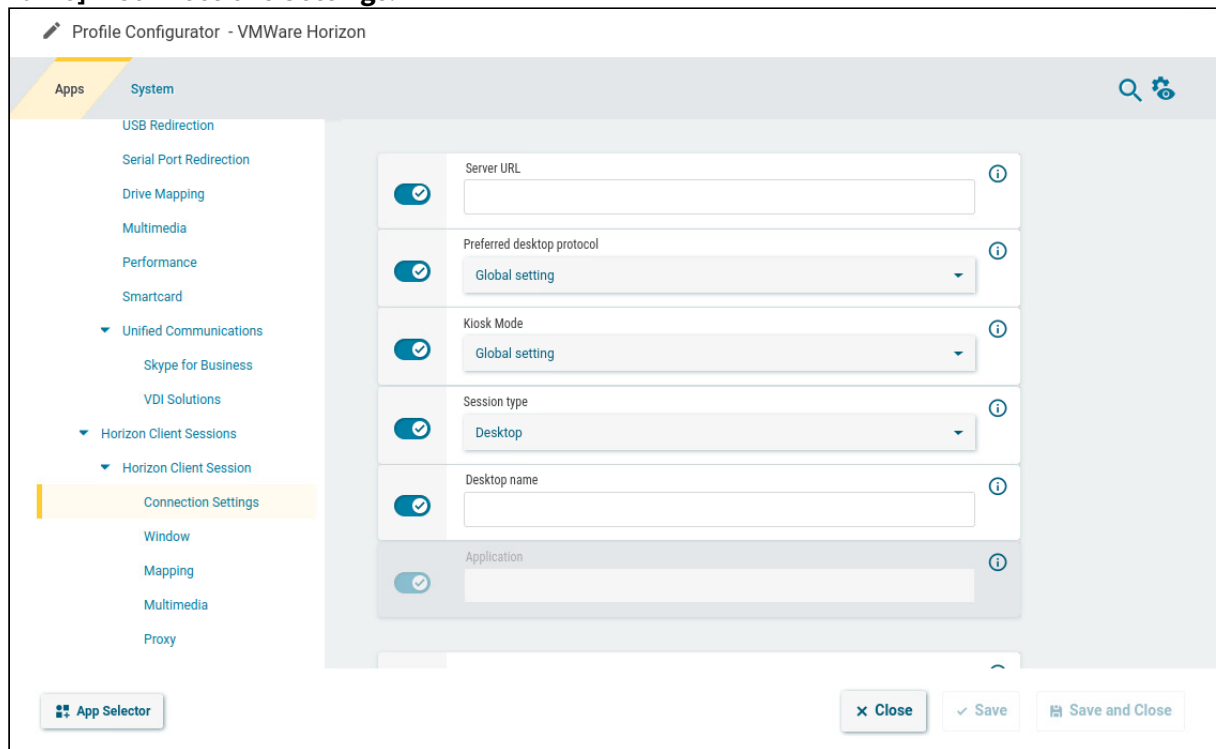 Profile Configurator - VMWare Horizon
Apps
System
USB Redirection
Serial Port Redirection
Drive Mapping
Multimedia
Performance
Smartcard
Unified Communications
Skype for Business
VDI Solutions
Horizon Client Sessions
Horizon Client Session
Connection Settings
Window
Mapping
Multimedia
Proxy
Server URL
Preferred desktop protocol
Global setting
Kiosk Mode
Global setting
Session type
Desktop
Desktop name
Application
App Selector
Close
Save
Save and Close